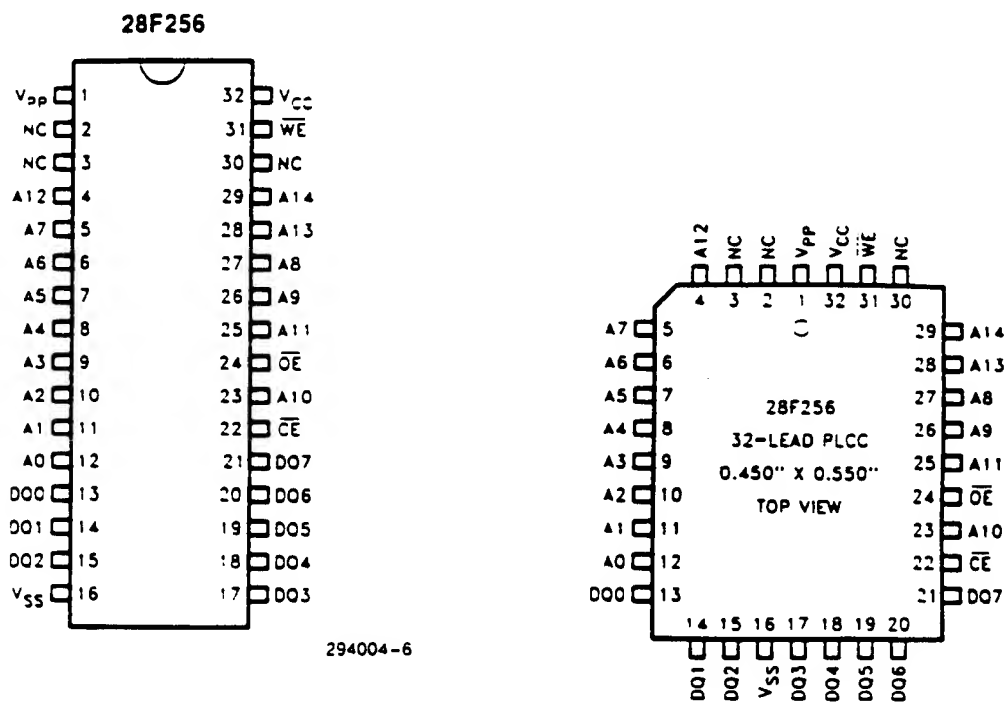 28F256
VPP 1 32 VCC
NC 2 31 W̅E̅
NC 3 30 NC
A12 4 29 A14
A7 5 28 A13
A6 6 27 A8
A5 7 26 A9
A4 8 25 A11
A3 9 24 O̅E̅
A2 10 23 A10
A1 11 22 C̅E̅
A0 12 21 DQ7
DQ0 13 20 DQ6
DQ1 14 19 DQ5
DQ2 15 18 DQ4
VSS 16 17 DQ3
294004-6
A12 NC NC VPP VCC W̅E̅ NC
4 3 2 1 32 31 30
A7 5 29 A14
A6 6 28 A13
A5 7 27 A8
A4 8 26 A9
A3 9 25 A11
A2 10 24 O̅E̅
A1 11 23 A10
A0 12 22 C̅E̅
DQ0 13 21 DQ7
28F256
32-LEAD PLCC
0.450" X 0.550"
TOP VIEW
14 15 16 17 18 19 20
DQ1 DQ2 VSS DQ3 DQ4 DQ5 DQ6